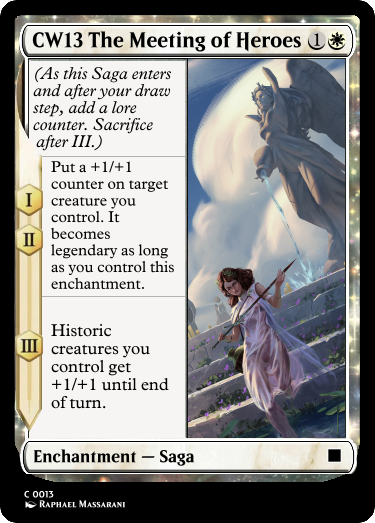 CW13 The Meeting of Heroes 1
(As this Saga enters
and after your draw
step, add a lore
counter. Sacrifice
after III.)
I
II
Put a +1/+1
counter on target
creature you
control. It
becomes
legendary as long
as you control this
enchantment.
III
Historic
creatures you
control get
+1/+1 until end
of turn.
Enchantment — Saga
C 0013
Raphael Massarani